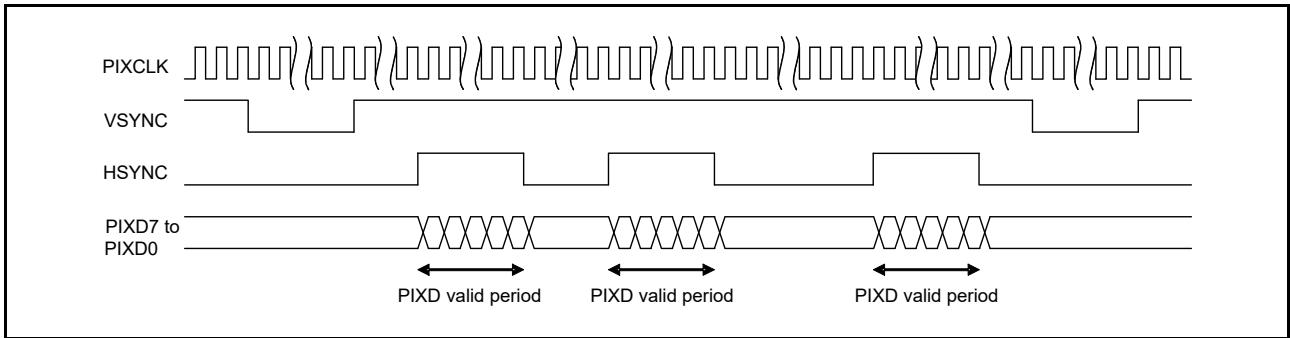 PIXCLK
VSYNC
HSYNC
PIXD7 to
PIXD0
PIXD valid period
PIXD valid period
PIXD valid period